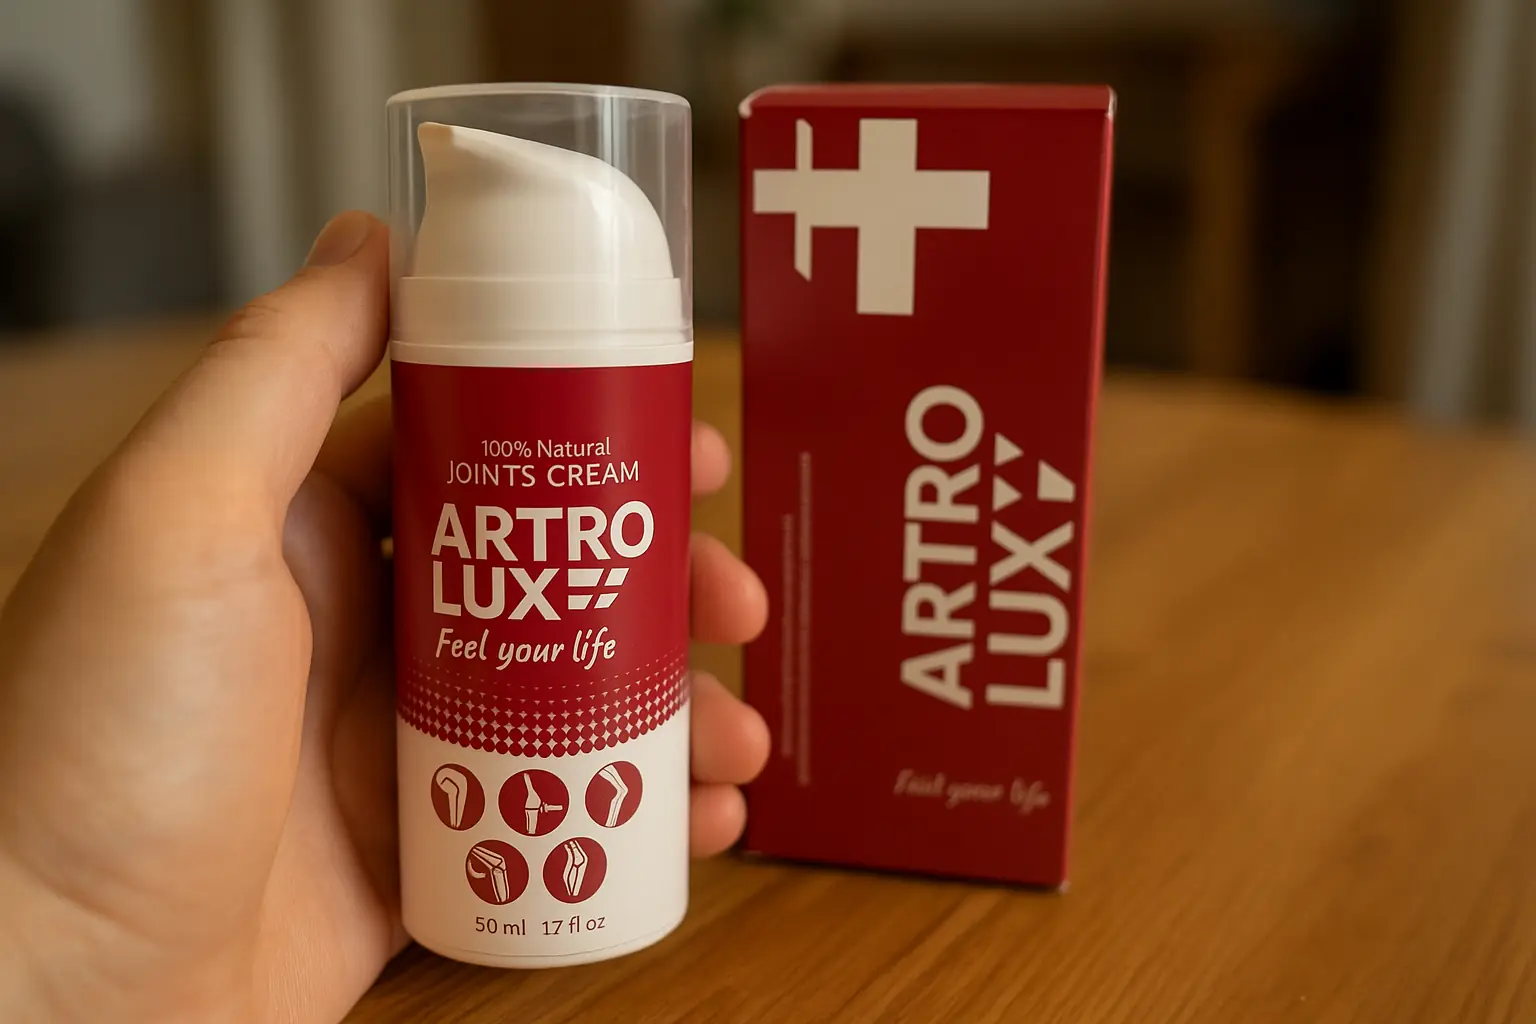 100% Natural
JOINTS CREAM
ARTRO
LUX
Feel your life
50 ml 17 fl oz
ARTRO
LUX
Feel your life